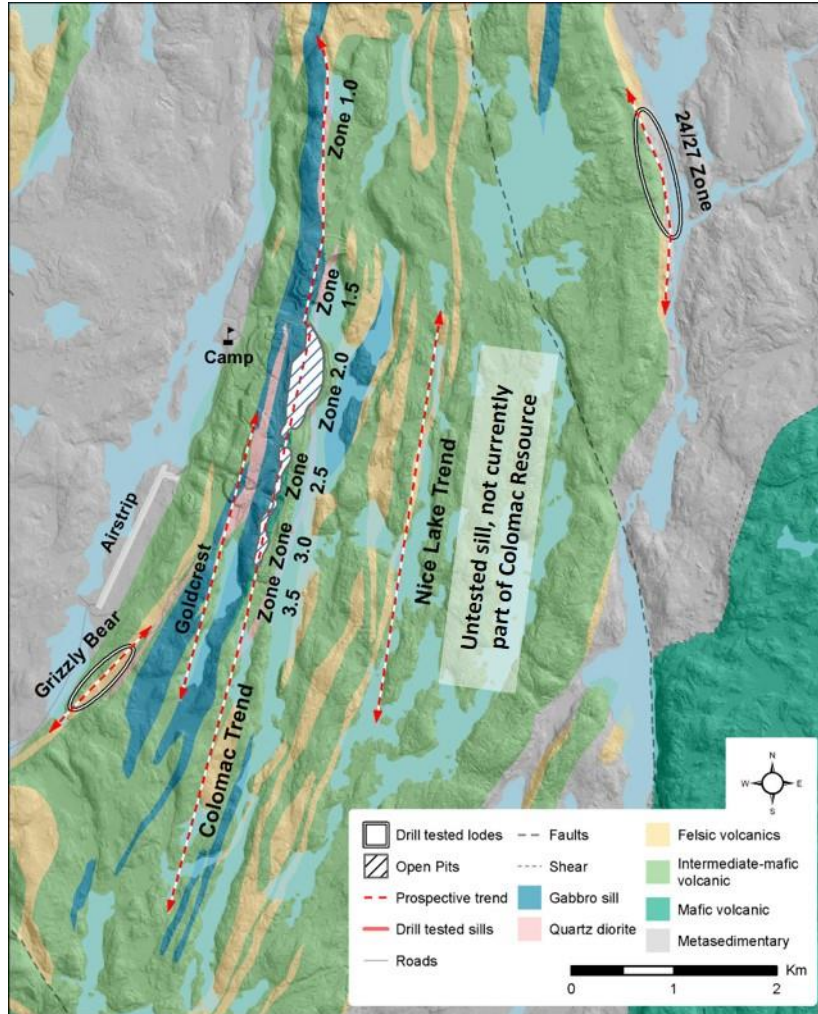 Zone 1.0
24/27 Zone
Zone
1.5
Camp
Zone 2.0
Zone
2.5
Airstrip
Zone
3.0
Zone
3.5
Goldcrest
Grizzly Bear
Colomac Trend
Nice Lake Trend
Untested sill, not currently
part of Colomac Resource
N
W
E
S
Drill tested lodes
Open Pits
Prospective trend
Drill tested sills
Roads
Faults
Shear
Gabbro sill
Quartz diorite
Felsic volcanics
Intermediate-mafic
volcanic
Mafic volcanic
Metasedimentary
Km
0
1
2